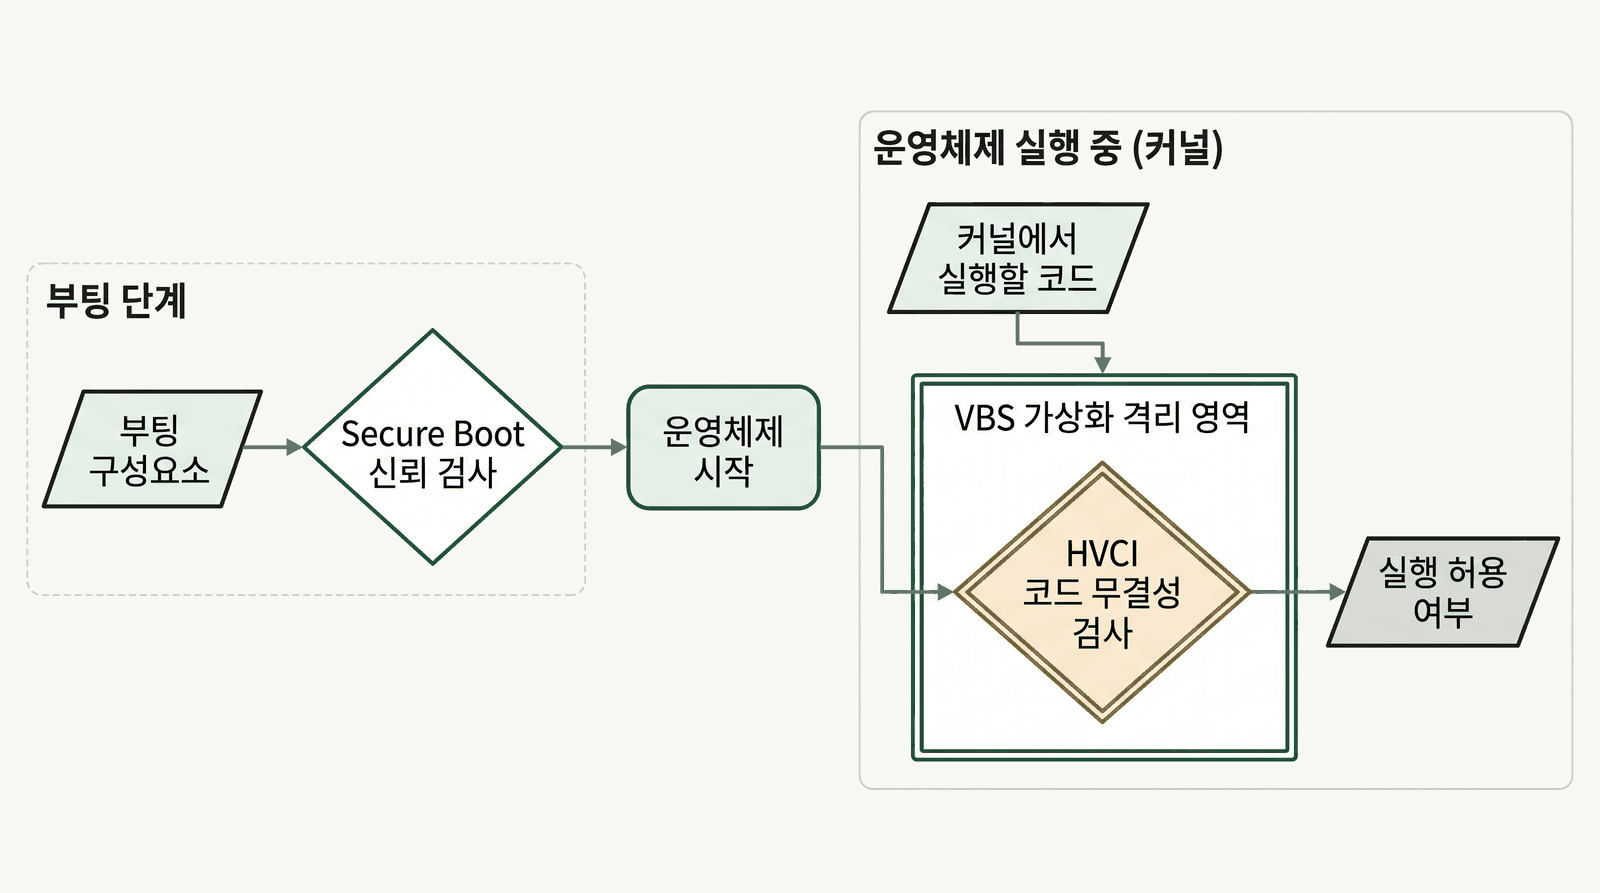 부팅 단계
부팅
구성요소
Secure Boot
신뢰 검사
운영체제
시작
운영체제 실행 중 (커널)
커널에서
실행할 코드
VBS 가상화 격리 영역
HVCI
코드 무결성
검사
실행 허용
여부